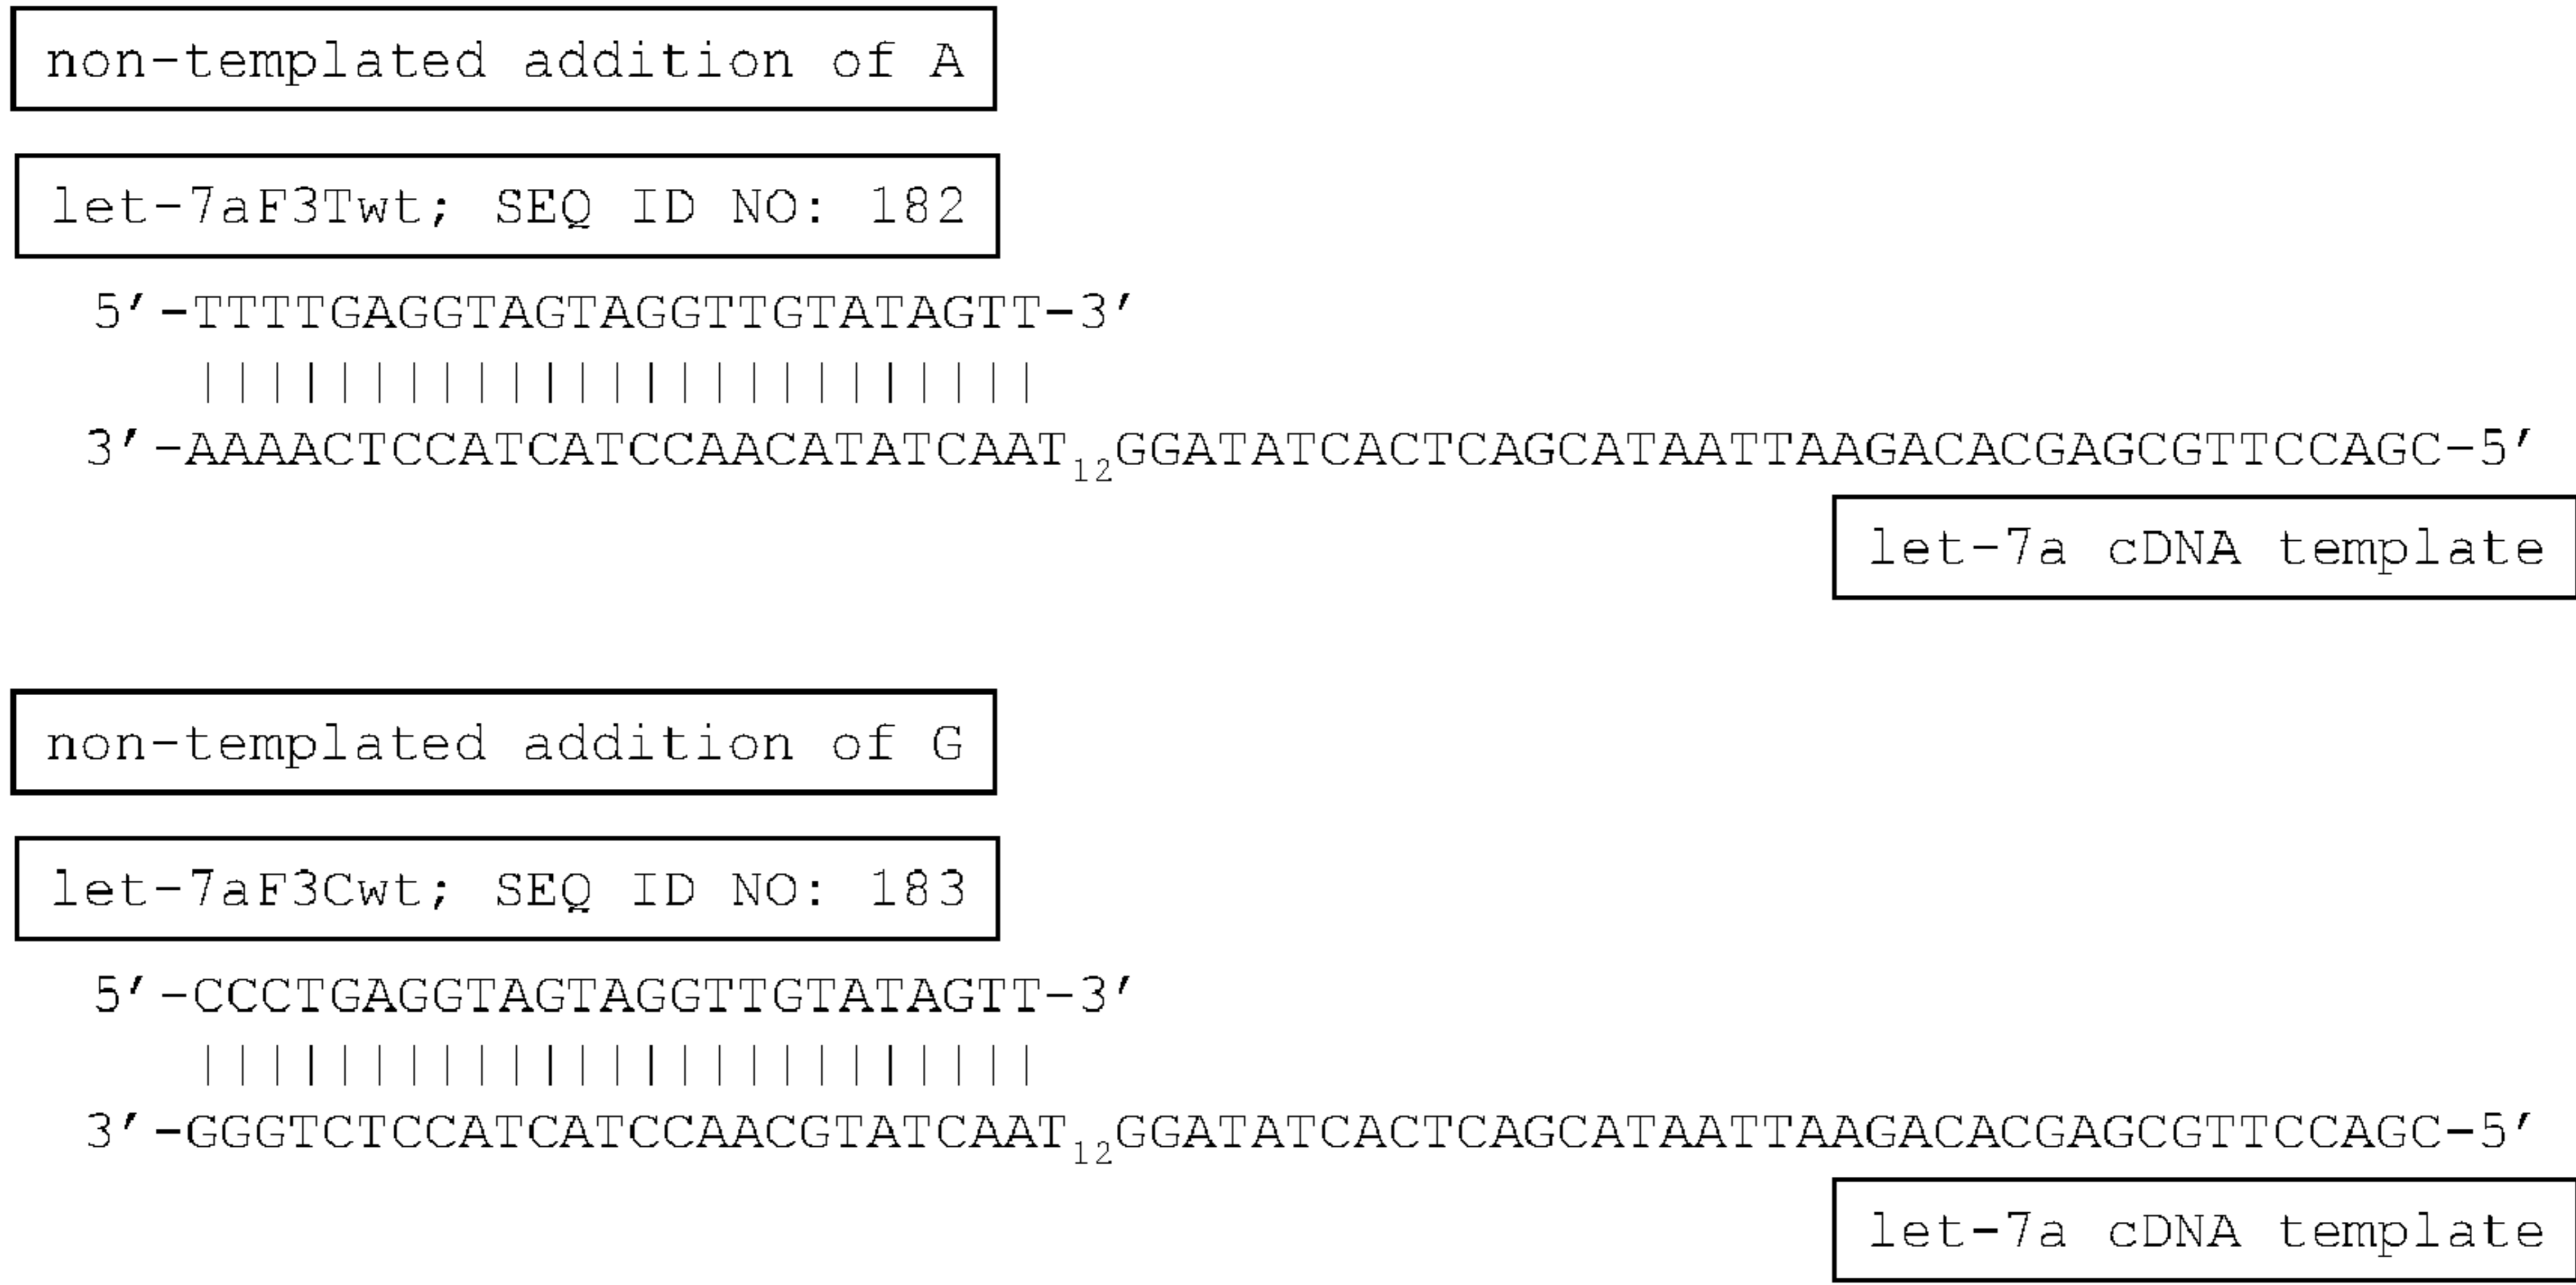 non-templated addition of A
let-7aF3Twt; SEQ ID NO: 182
5′-TTTTGAGGTAGTAGGTTGTATAGTT-3′
|||||||||||||||||||||||||
3′-AAAACTCCATCATCCAACATATCAAT12GGATATCACTCAGCATAATTAAGACACGAGCGTTCCAGC-5′
let-7a cDNA template
non-templated addition of G
let-7aF3Cwt; SEQ ID NO: 183
5′-CCCTGAGGTAGTAGGTTGTATAGTT-3′
|||||||||||||||||||||||||
3′-GGGTCTCCATCATCCAACGTATCAAT12GGATATCACTCAGCATAATTAAGACACGAGCGTTCCAGC-5′
let-7a cDNA template